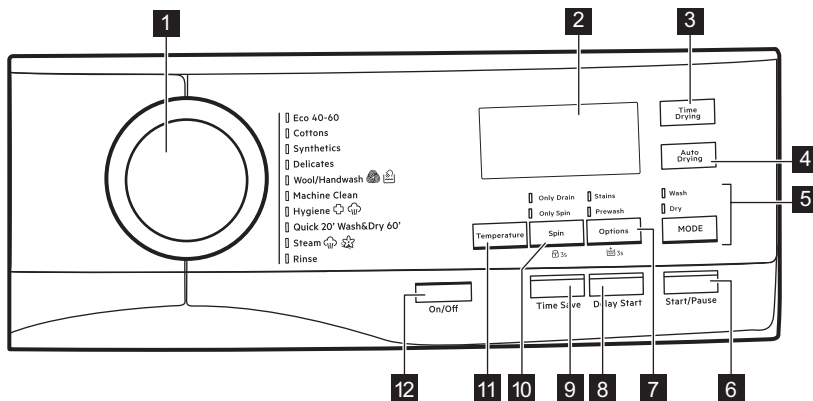 1
2
3
Time
Drying
Auto
Drying
4
5
Eco 40-60
Cottons
Synthetics
Delicates
Wool/Handwash
Machine Clean
Hygiene
Quick 20' Wash&Dry 60'
Steam
Rinse
Only Drain
Stains
Wash
Only Spin
Prewash
Dry
Temperature
Spin
Options
MODE
3s
3s
On/Off
Time Save
Delay Start
Start/Pause
12
11
10
9
8
7
6